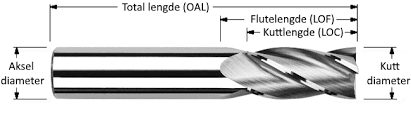 Total lengde (OAL)
Flutelengde (LOF)
Kuttlengde (LOC)
Aksel
diameter
Kutt
diameter